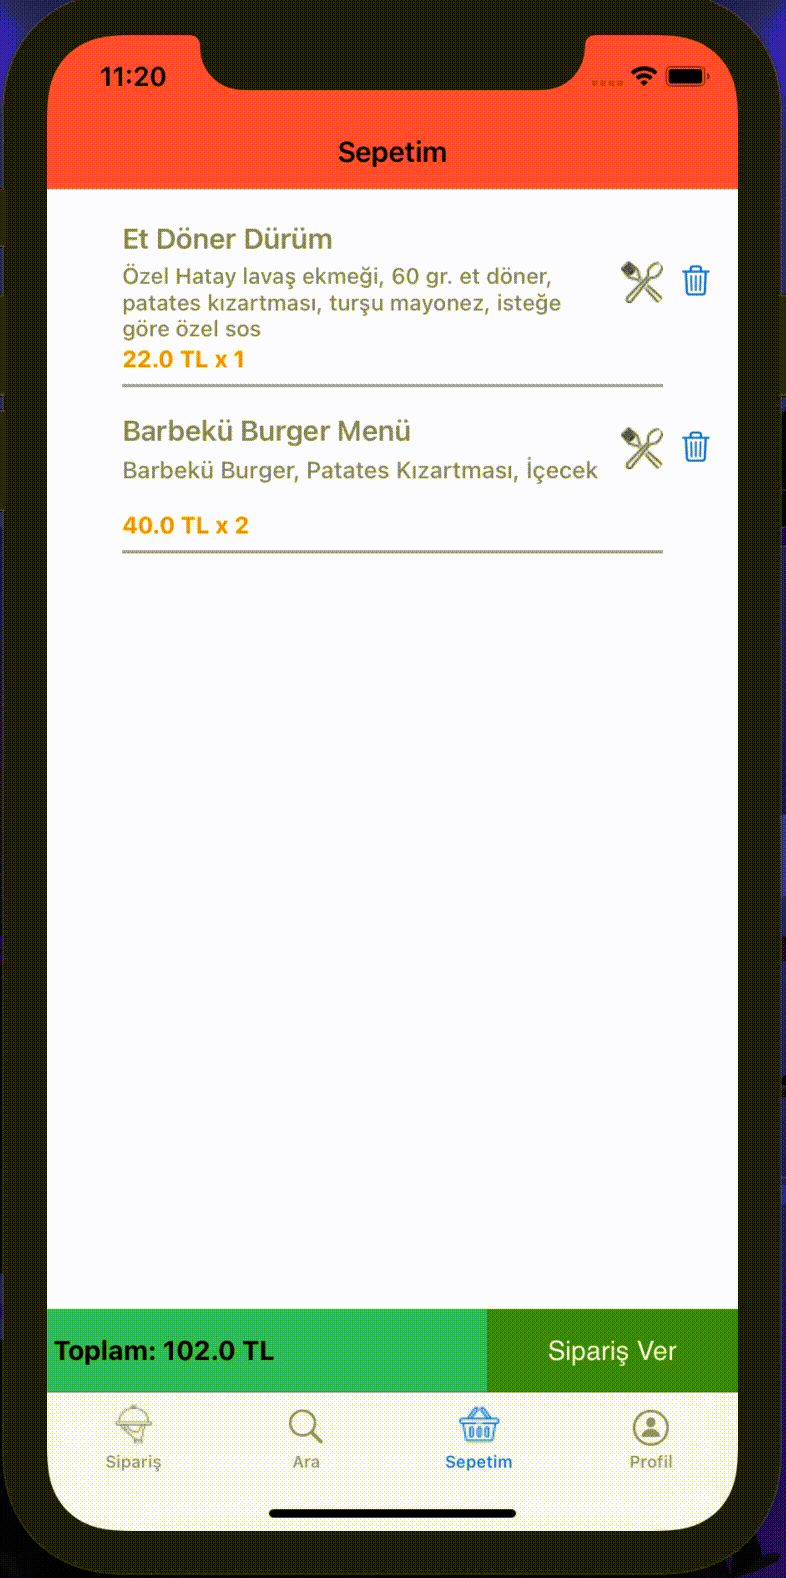 11:20
Sepetim
Et Döner Dürüm
Özel Hatay lavaş ekmeği, 60 gr. et döner,
patates kızartması, turşu mayonez, isteğe
göre özel sos
22.0 TL x 1
Barbekü Burger Menü
Barbekü Burger, Patates Kızartması, İçecek
40.0 TL x 2
Toplam: 102.0 TL
Sipariş Ver
Sipariş
Ara
Sepetim
Profil